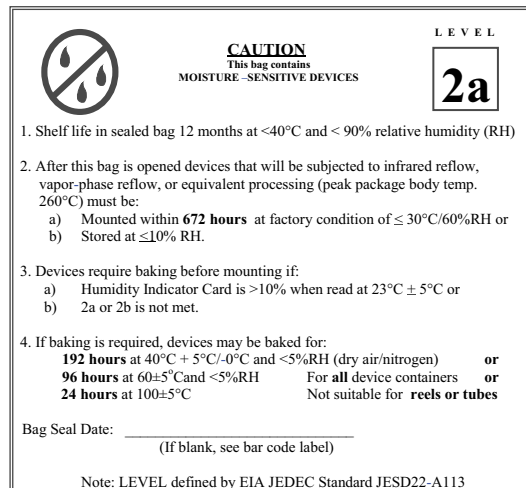 LEVEL
CAUTION
This bag contains
MOISTURE –SENSITIVE DEVICES
2a
1. Shelf life in sealed bag 12 months at <40°C and < 90% relative humidity (RH)
2. After this bag is opened devices that will be subjected to infrared reflow,
vapor-phase reflow, or equivalent processing (peak package body temp.
260°C) must be:
a) Mounted within 672 hours at factory condition of ≤ 30°C/60%RH or
b) Stored at ≤10% RH.
3. Devices require baking before mounting if:
a) Humidity Indicator Card is >10% when read at 23°C ± 5°C or
b) 2a or 2b is not met.
4. If baking is required, devices may be baked for:
192 hours at 40°C + 5°C/-0°C and <5%RH (dry air/nitrogen) or
96 hours at 60±5°Cand <5%RH For all device containers or
24 hours at 100±5°C Not suitable for reels or tubes
Bag Seal Date: ______________________________
(If blank, see bar code label)
Note: LEVEL defined by EIA JEDEC Standard JESD22-A113